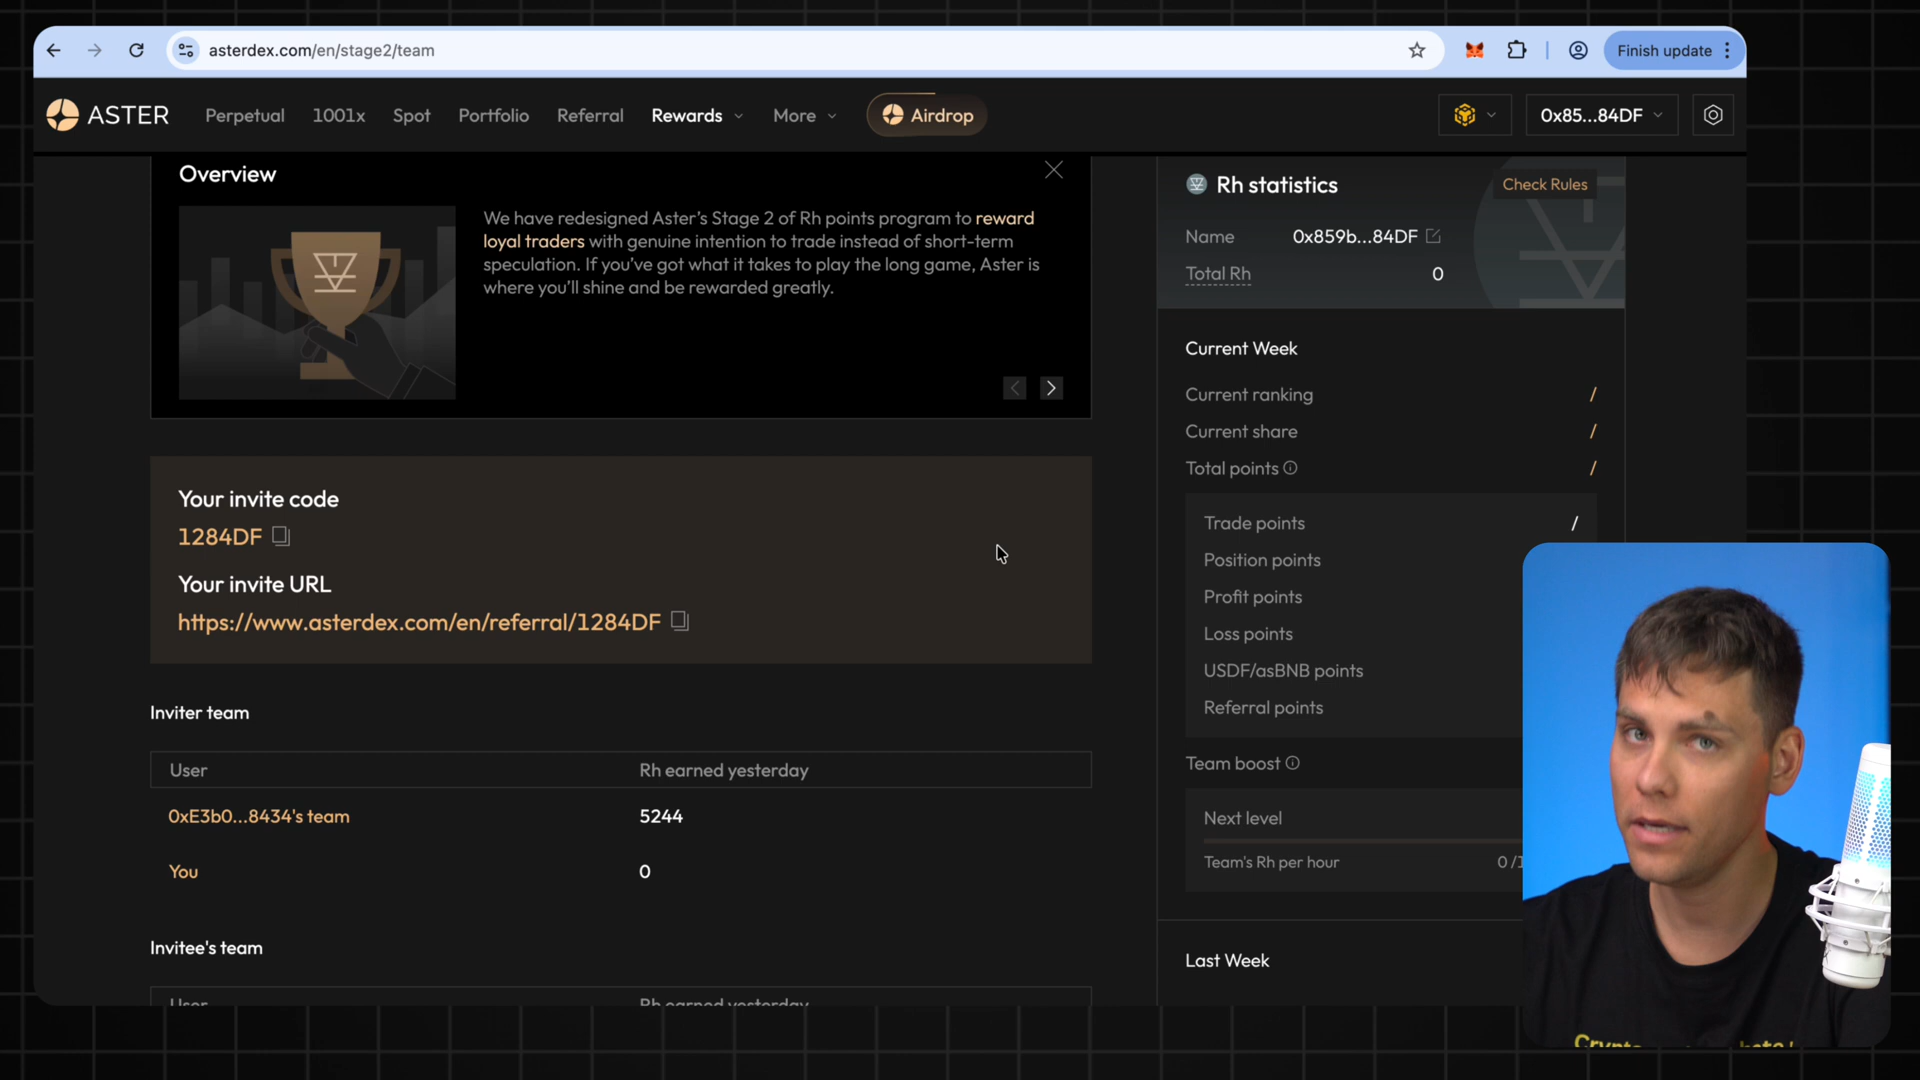 asterdex.com/en/stage2/team
Finish update
ASTER
Perpetual
1001x
Spot
Portfolio
Referral
Rewards
More
Airdrop
0x85...84DF
Overview
We have redesigned Aster's Stage 2 of Rh points program to reward
loyal traders with genuine intention to trade instead of short-term
speculation. If you've got what it takes to play the long game, Aster is
where you'll shine and be rewarded greatly.
Your invite code
1284DF
Your invite URL
https://www.asterdex.com/en/referral/1284DF
Inviter team
User Rh earned yesterday
0xE3b0...8434's team 5244
You 0
Invitee's team
User Rh earned yesterday
Rh statistics
Check Rules
Name 0x859b...84DF
Total Rh 0
Current Week
Current ranking /
Current share /
Total points /
Trade points /
Position points
Profit points
Loss points
USDF/asBNB points
Referral points
Team boost
Next level
Team's Rh per hour 0 /1
Last Week